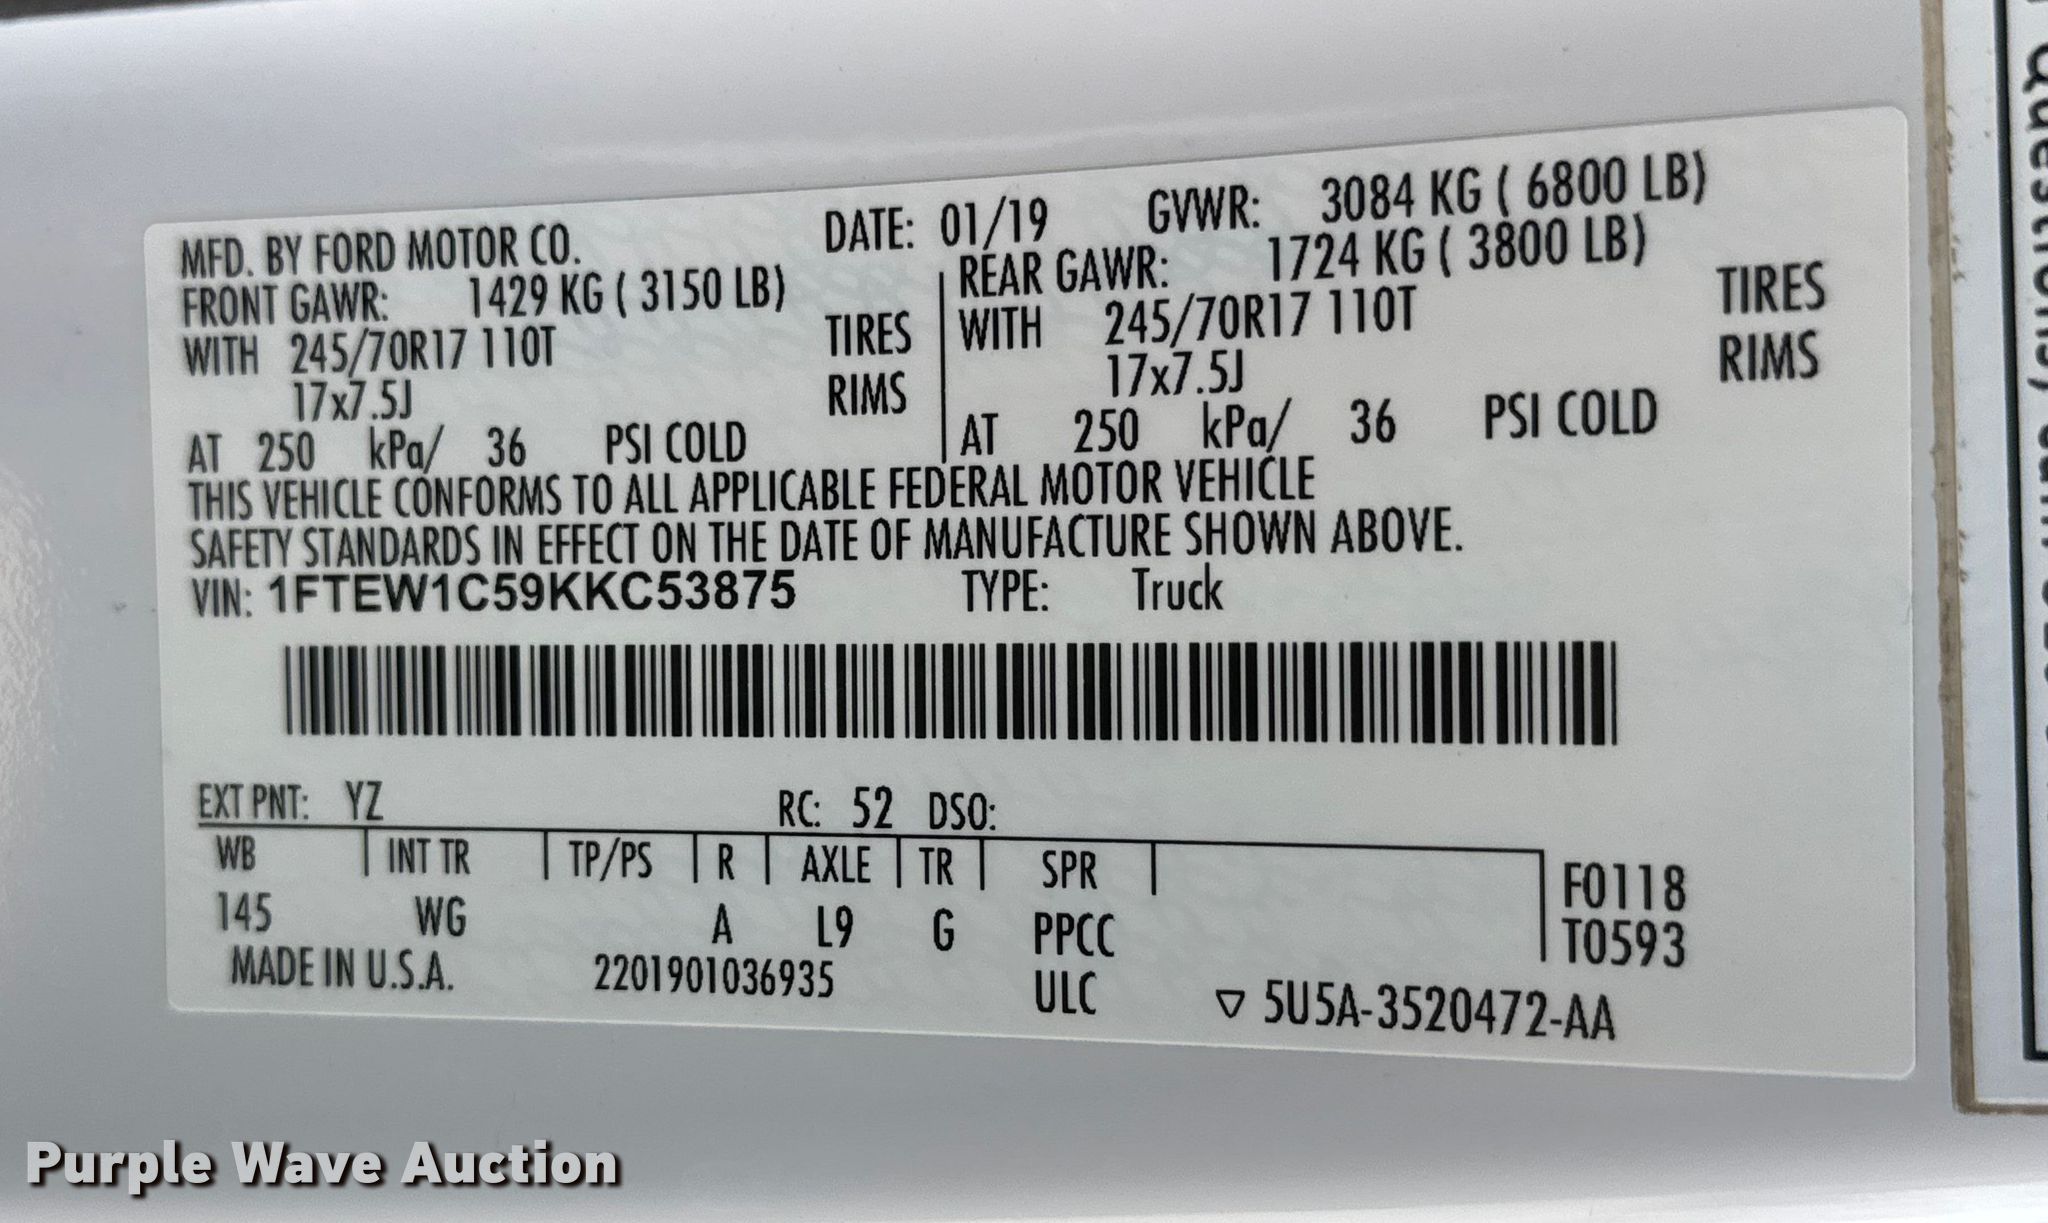 MFD. BY FORD MOTOR CO. DATE: 01/19 GVWR: 3084 KG ( 6800 LB)
FRONT GAWR: 1429 KG ( 3150 LB) REAR GAWR: 1724 KG ( 3800 LB)
WITH 245/70R17 110T TIRES WITH 245/70R17 110T TIRES
17x7.5J RIMS 17x7.5J RIMS
AT 250 kPa/ 36 PSI COLD AT 250 kPa/ 36 PSI COLD
THIS VEHICLE CONFORMS TO ALL APPLICABLE FEDERAL MOTOR VEHICLE
SAFETY STANDARDS IN EFFECT ON THE DATE OF MANUFACTURE SHOWN ABOVE.
VIN: 1FTEW1C59KKC53875 TYPE: Truck
EXT PNT: YZ RC: 52 DSO:
WB INT TR TP/PS R AXLE TR SPR F0118
145 WG A L9 G PPCC T0593
MADE IN U.S.A. 2201901036935 ULC ▽ 5U5A-3520472-AA
Questions,
Purple Wave Auction